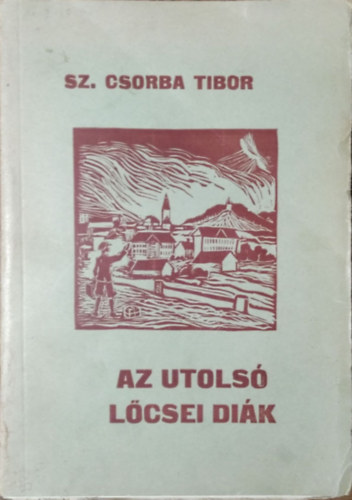 SZ. CSORBA TIBOR
AZ UTOLSÓ
LŐCSEI DIÁK